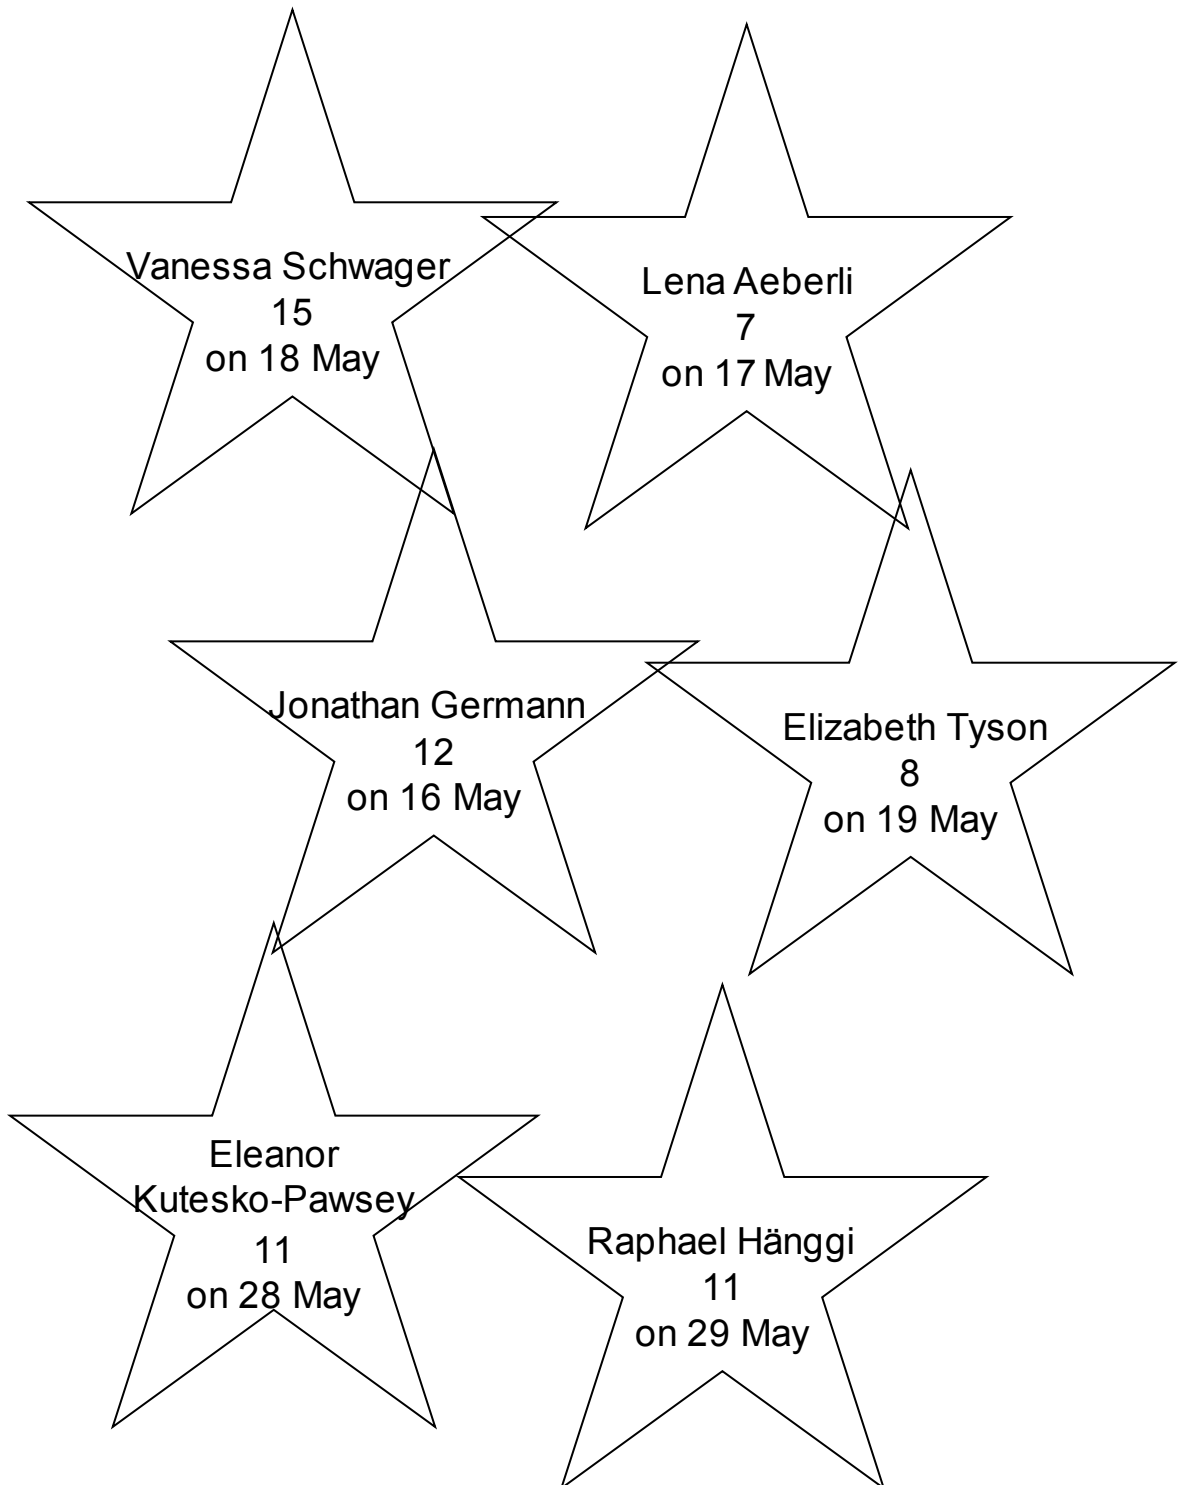 Vanessa Schwager
15
on 18 May
Lena Aeberli
7
on 17 May
Jonathan Germann
12
on 16 May
Elizabeth Tyson
8
on 19 May
Eleanor
Kutesko-Pawsey
11
on 28 May
Raphael Hänggi
11
on 29 May